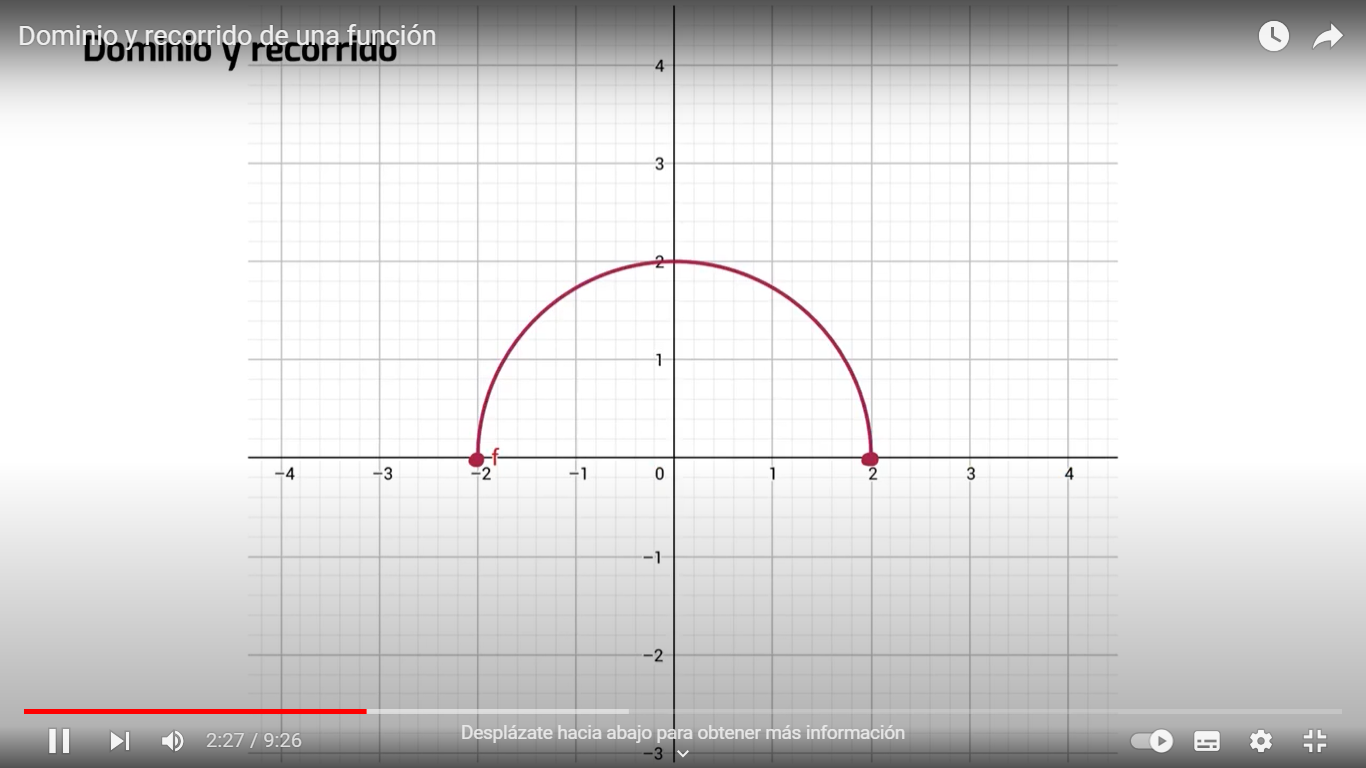 Dominio y recorrido de una función
Dominio y recorrido
4
3
2
1
f
−4 −3 −2 −1 0 1 2 3 4
−1
−2
−3
2:27 / 9:26
Desplázate hacia abajo para obtener más información